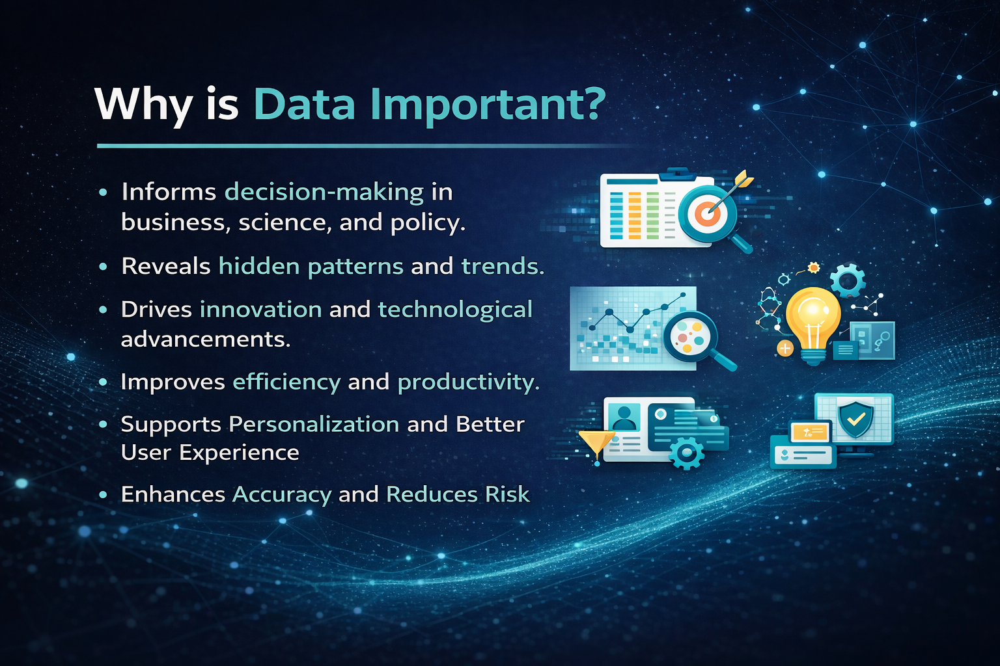 Why is Data Important?
• Informs decision-making in
business, science, and policy.
• Reveals hidden patterns and trends.
• Drives innovation and technological
advancements.
• Improves efficiency and productivity.
• Supports Personalization and Better
User Experience
• Enhances Accuracy and Reduces Risk